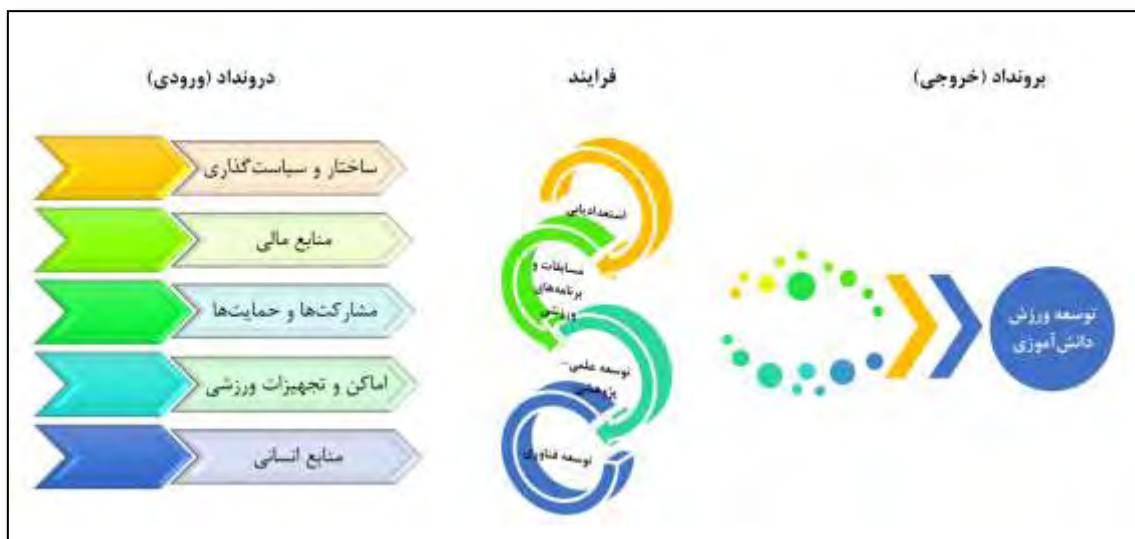 درونداد (ورودی)
ساختار و سیاست‌گذاری
منابع مالی
مشارکت‌ها و حمایت‌ها
اماکن و تجهیزات ورزشی
منابع انسانی
فرایند
استعدادیابی
مسابقات و
برنامه‌های
ورزشی
توسعه علمی-
پژوهشی
توسعه فناوری
برونداد (خروجی)
توسعه ورزش
دانش‌آموزی